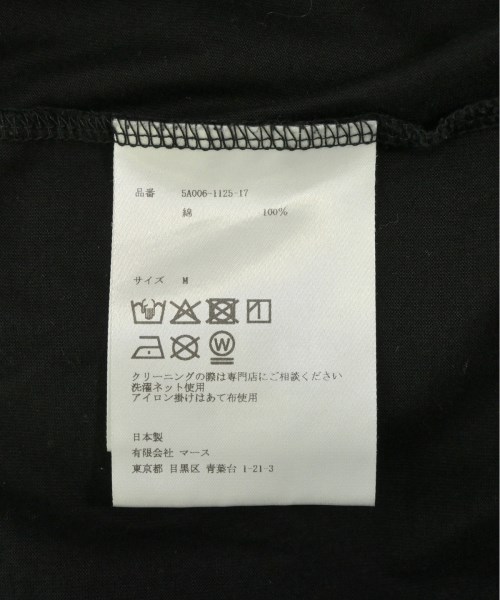 品番 5A006-1125-17
綿 100%
サイズ M
W
クリーニングの際は専門店にご相談ください
洗濯ネット使用
アイロン掛けはあて布使用
日本製
有限会社 マース
東京都 目黒区 青葉台 1-21-3